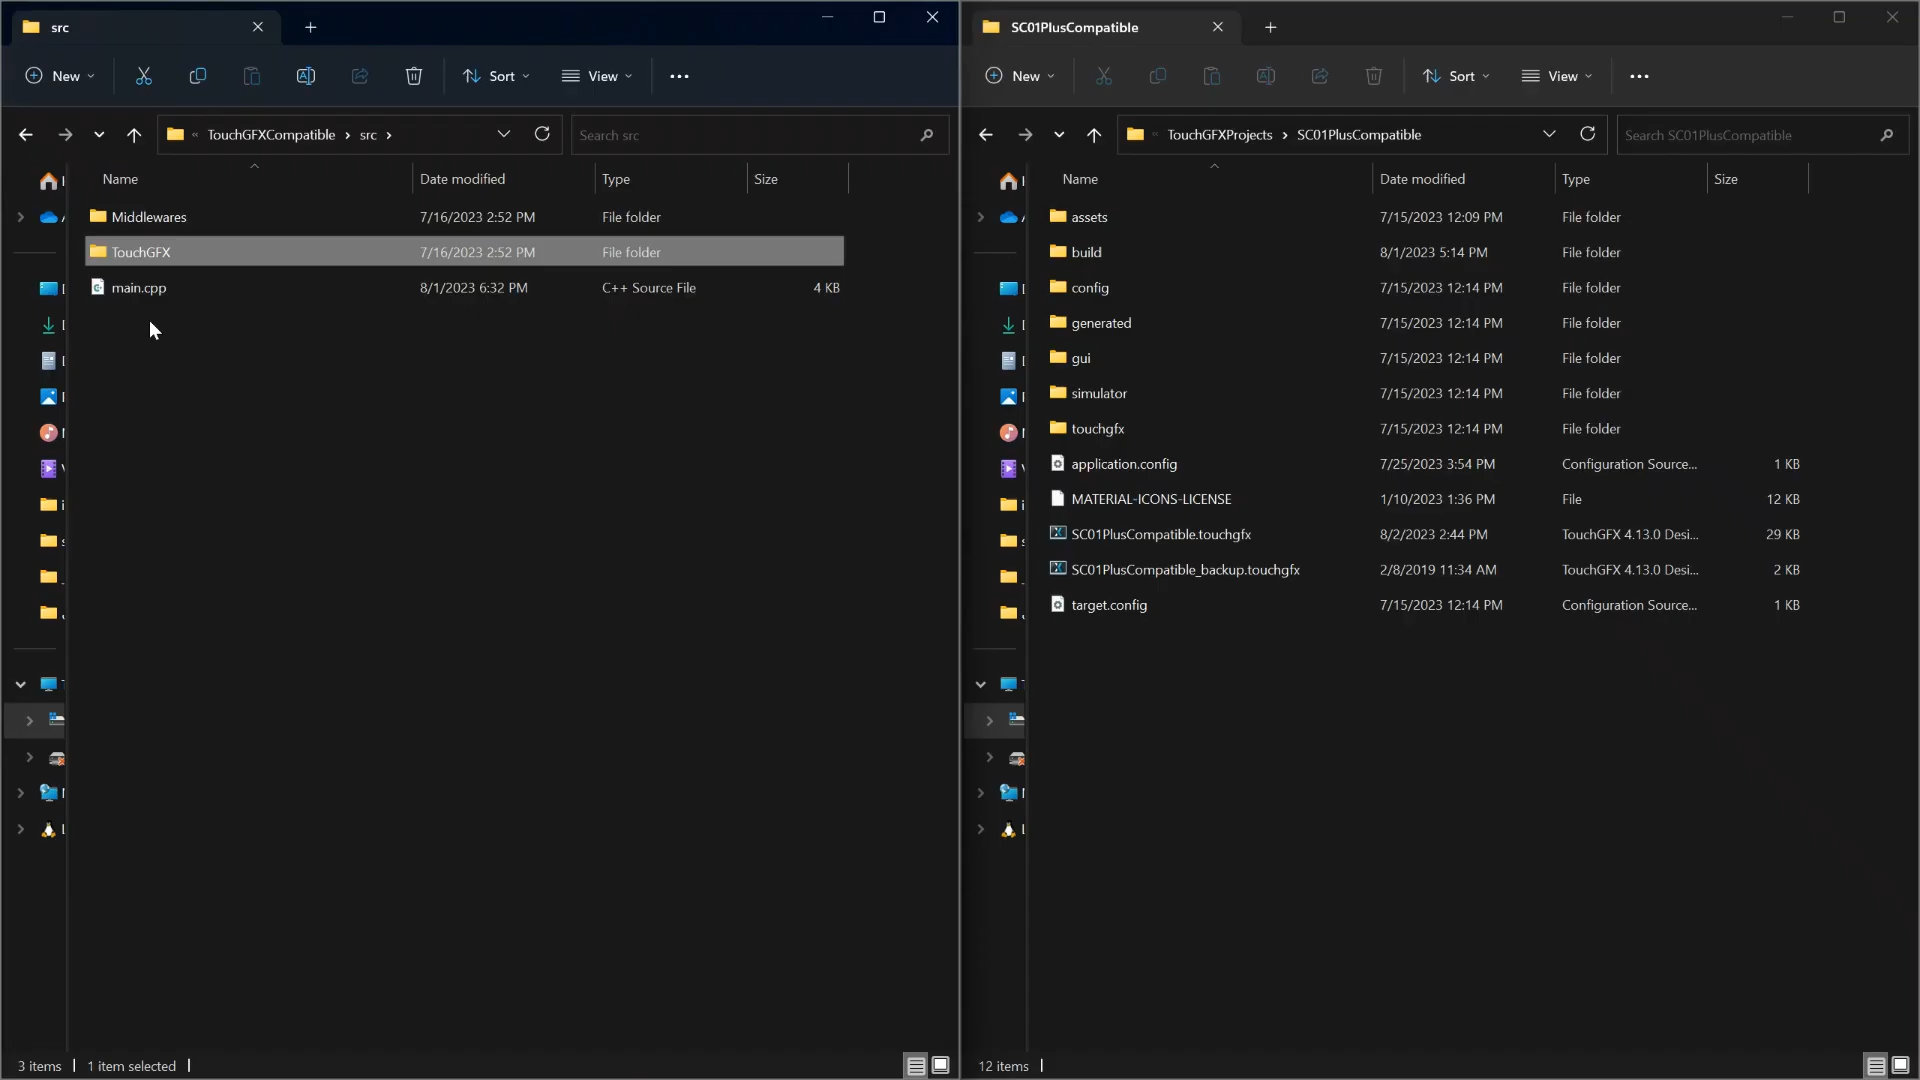 src
New
Sort
View
TouchGFXCompatible
src
Search src
Name
Date modified
Type
Size
Middlewares
7/16/2023 2:52 PM
File folder
TouchGFX
7/16/2023 2:52 PM
File folder
main.cpp
8/1/2023 6:32 PM
C++ Source File
4 KB
3 items
1 item selected
SC01PlusCompatible
New
Sort
View
TouchGFXProjects
SC01PlusCompatible
Search SC01PlusCompatible
Name
Date modified
Type
Size
assets
7/15/2023 12:09 PM
File folder
build
8/1/2023 5:14 PM
File folder
config
7/15/2023 12:14 PM
File folder
generated
7/15/2023 12:14 PM
File folder
gui
7/15/2023 12:14 PM
File folder
simulator
7/15/2023 12:14 PM
File folder
touchgfx
7/15/2023 12:14 PM
File folder
application.config
7/25/2023 3:54 PM
Configuration Source...
1 KB
MATERIAL-ICONS-LICENSE
1/10/2023 1:36 PM
File
12 KB
SC01PlusCompatible.touchgfx
8/2/2023 2:44 PM
TouchGFX 4.13.0 Desi...
29 KB
SC01PlusCompatible_backup.touchgfx
2/8/2019 11:34 AM
TouchGFX 4.13.0 Desi...
2 KB
target.config
7/15/2023 12:14 PM
Configuration Source...
1 KB
12 items